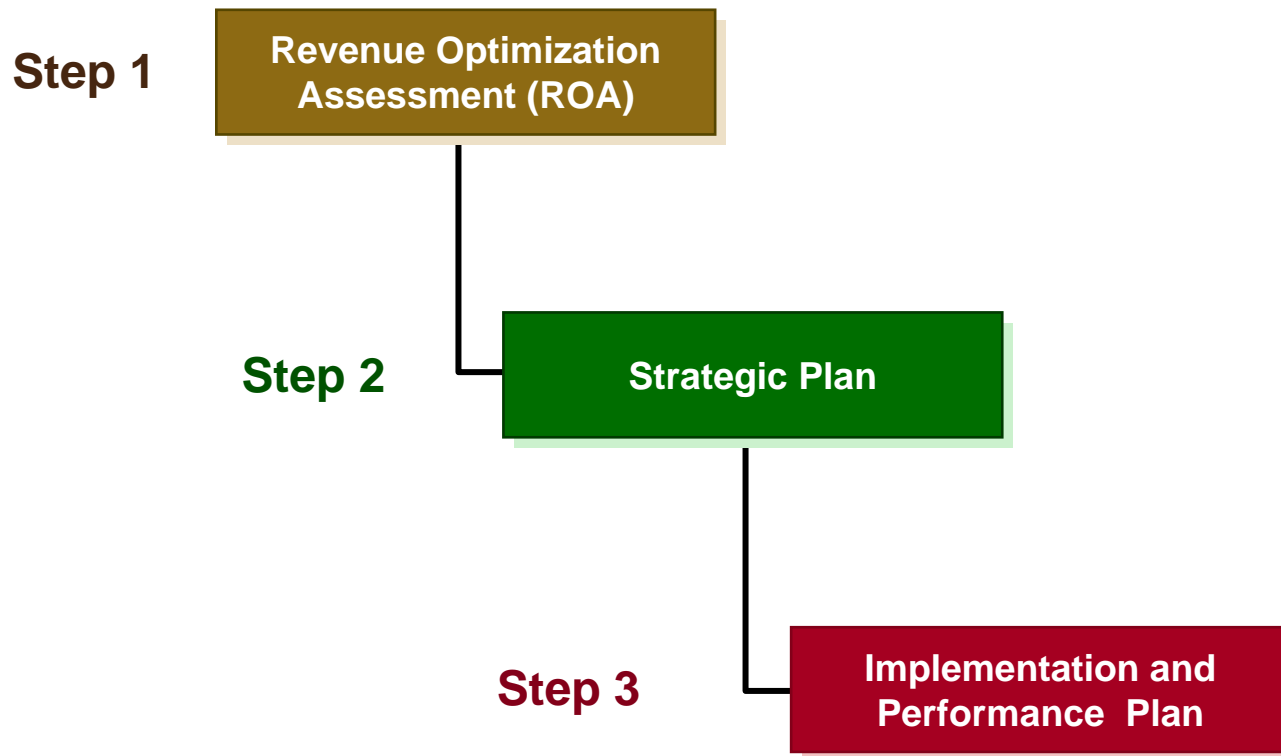 Step 1
Revenue Optimization
Assessment (ROA)
Step 2
Strategic Plan
Step 3
Implementation and
Performance  Plan